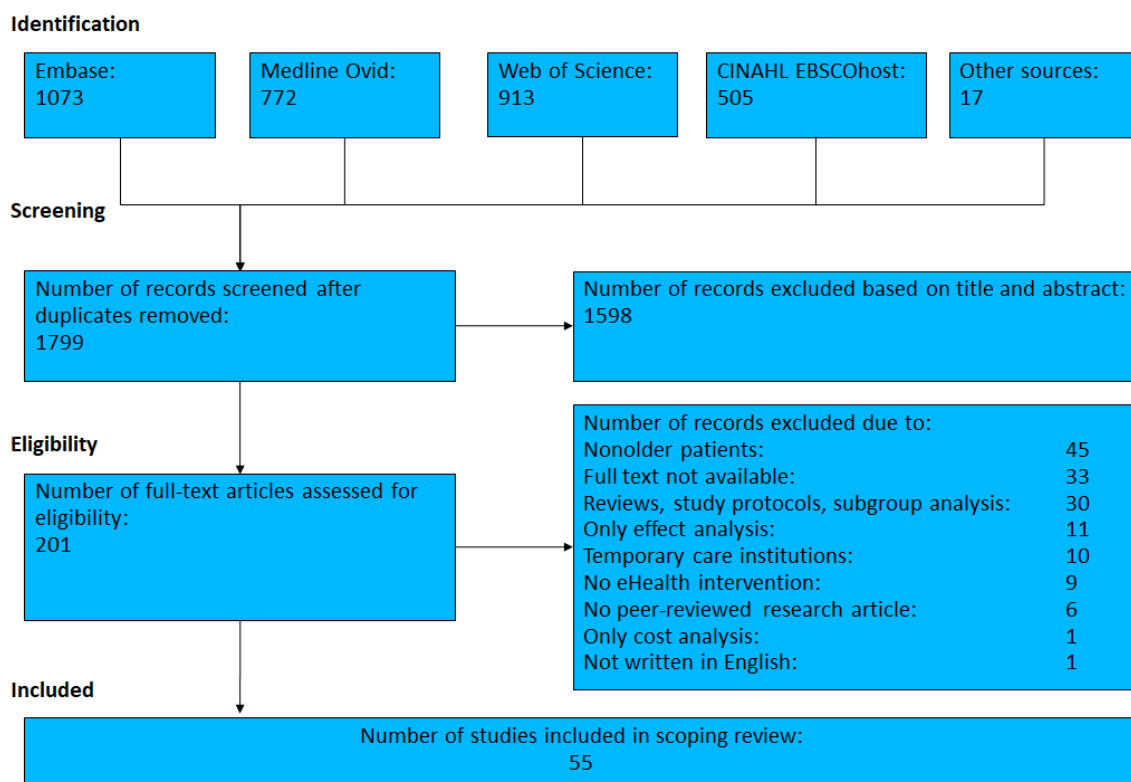 Identification
Embase:
1073
Medline Ovid:
772
Web of Science:
913
CINAHL EBSCOhost:
505
Other sources:
17
Screening
Number of records screened after
duplicates removed:
1799
Number of records excluded based on title and abstract:
1598
Eligibility
Number of full-text articles assessed for
eligibility:
201
Number of records excluded due to:
Nonolder patients: 45
Full text not available: 33
Reviews, study protocols, subgroup analysis: 30
Only effect analysis: 11
Temporary care institutions: 10
No eHealth intervention: 9
No peer-reviewed research article: 6
Only cost analysis: 1
Not written in English: 1
Included
Number of studies included in scoping review:
55